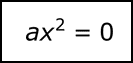 ax² = 0